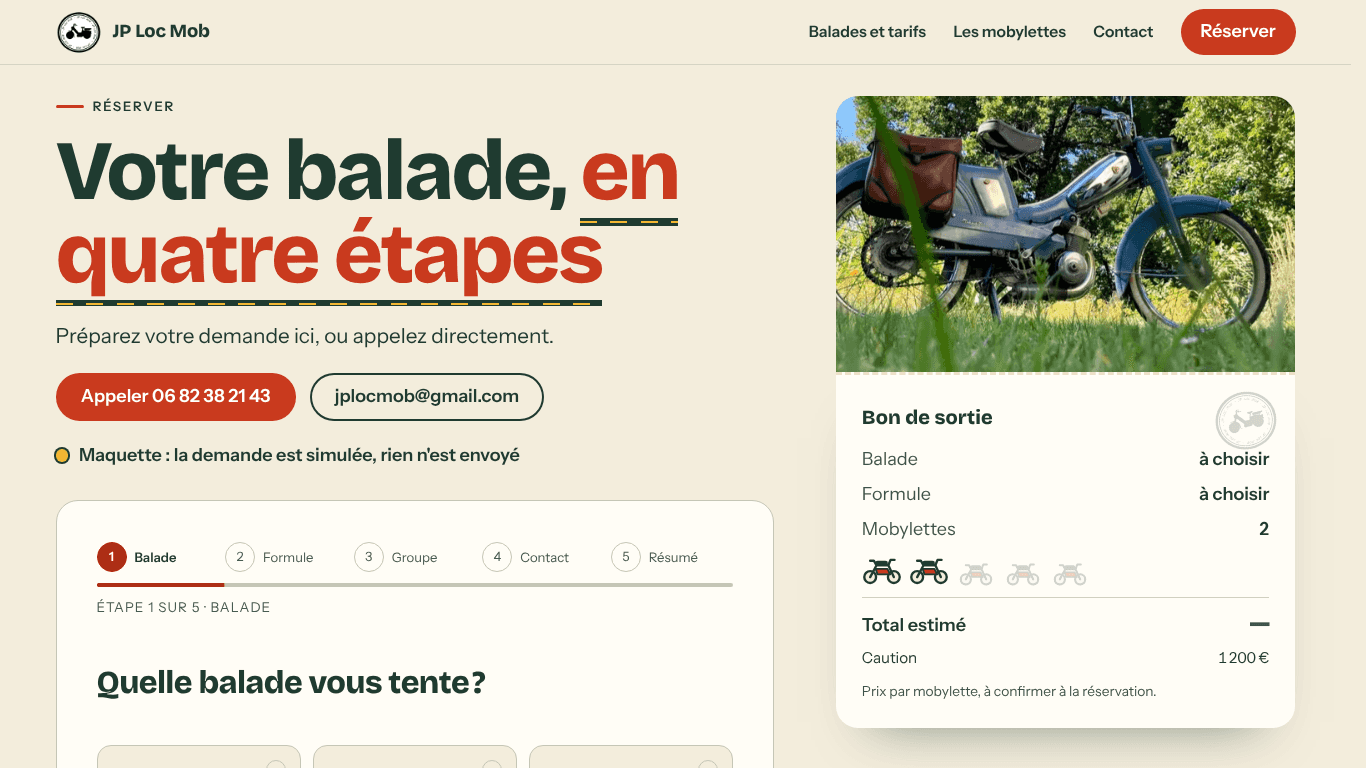 JP Loc Mob
Balades et tarifs
Les mobylettes
Contact
Réserver
RÉSERVER
Votre balade, en
quatre étapes
Préparez votre demande ici, ou appelez directement.
Appeler 06 82 38 21 43
jplocmob@gmail.com
Maquette : la demande est simulée, rien n'est envoyé
1 Balade
2 Formule
3 Groupe
4 Contact
5 Résumé
ÉTAPE 1 SUR 5 · BALADE
Quelle balade vous tente ?
Bon de sortie
Balade à choisir
Formule à choisir
Mobylettes 2
Total estimé —
Caution 1 200 €
Prix par mobylette, à confirmer à la réservation.